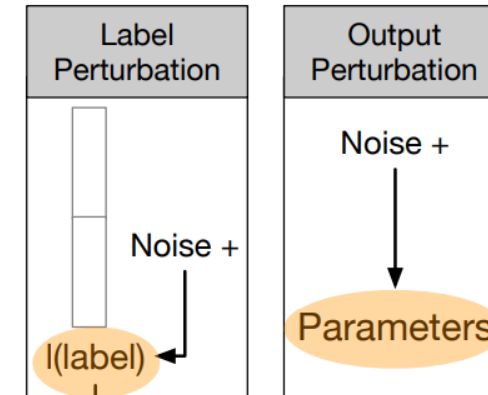 Label
Perturbation
Noise +
l(label)
Output
Perturbation
Noise +
Parameters